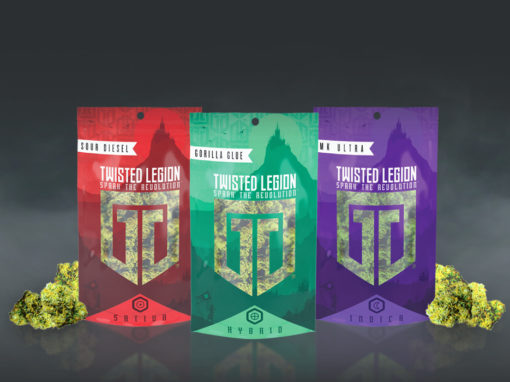 SOUR DIESEL
TWISTED LEGION
SPARK THE REVOLUTION
SATIVA
GORILLA GLUE
TWISTED LEGION
SPARK THE REVOLUTION
HYBRID
MK ULTRA
TWISTED LEGION
SPARK THE REVOLUTION
INDICA